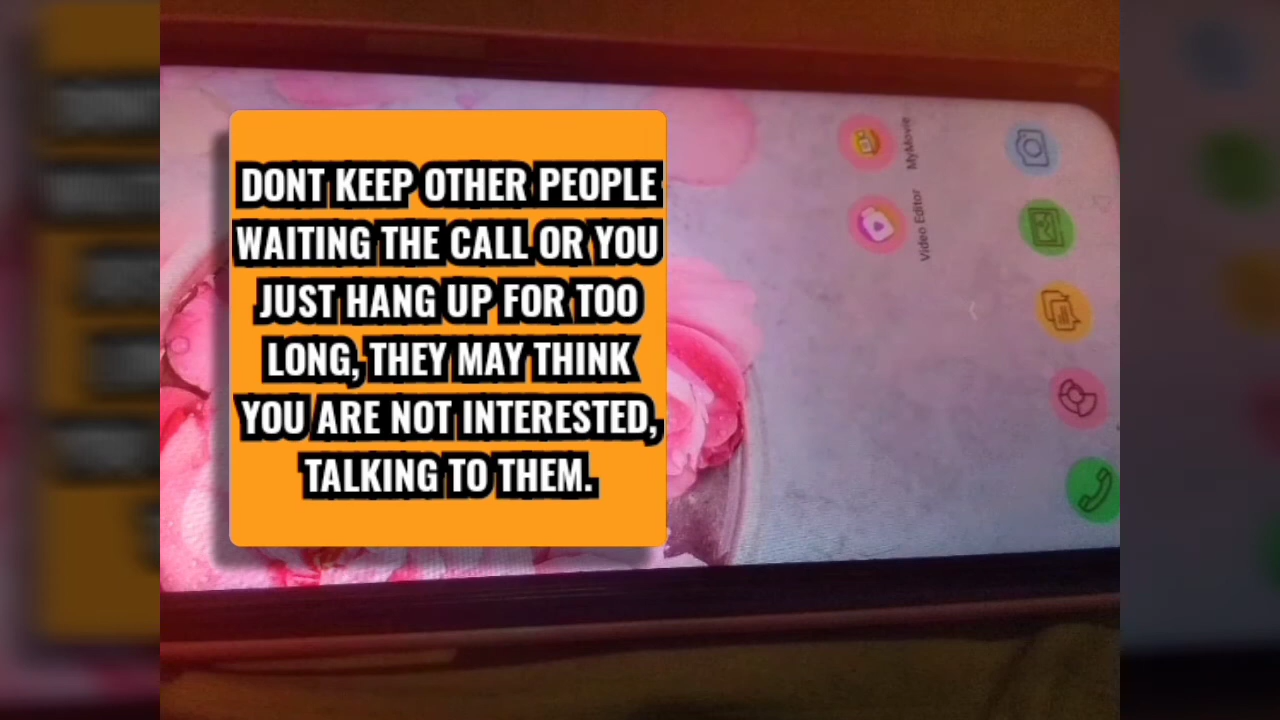 DONT KEEP OTHER PEOPLE
WAITING THE CALL OR YOU
JUST HANG UP FOR TOO
LONG, THEY MAY THINK
YOU ARE NOT INTERESTED,
TALKING TO THEM.
MyMovie
Video Editor